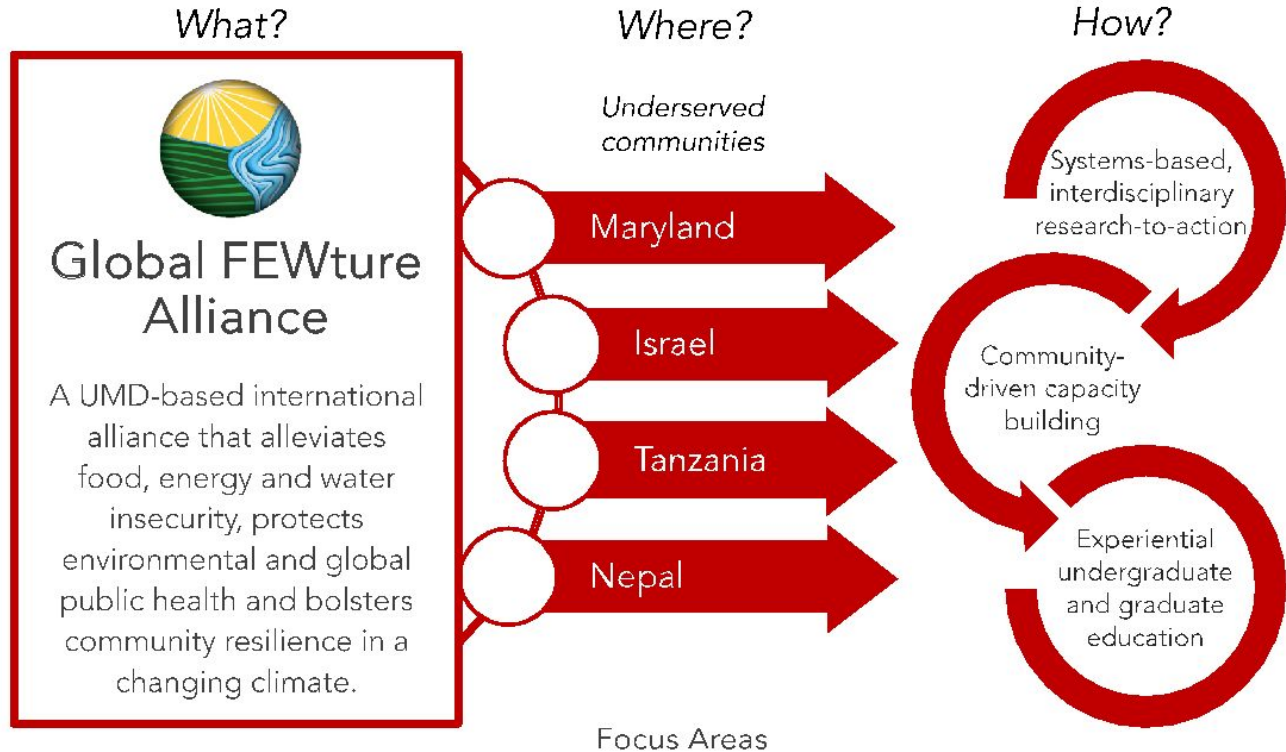 What?
Global FEWture
Alliance
A UMD-based international
alliance that alleviates
food, energy and water
insecurity, protects
environmental and global
public health and bolsters
community resilience in a
changing climate.
Where?
Underserved
communities
Maryland
Israel
Tanzania
Nepal
Focus Areas
How?
Systems-based,
interdisciplinary
research-to-action
Community-
driven capacity
building
Experiential
undergraduate
and graduate
education